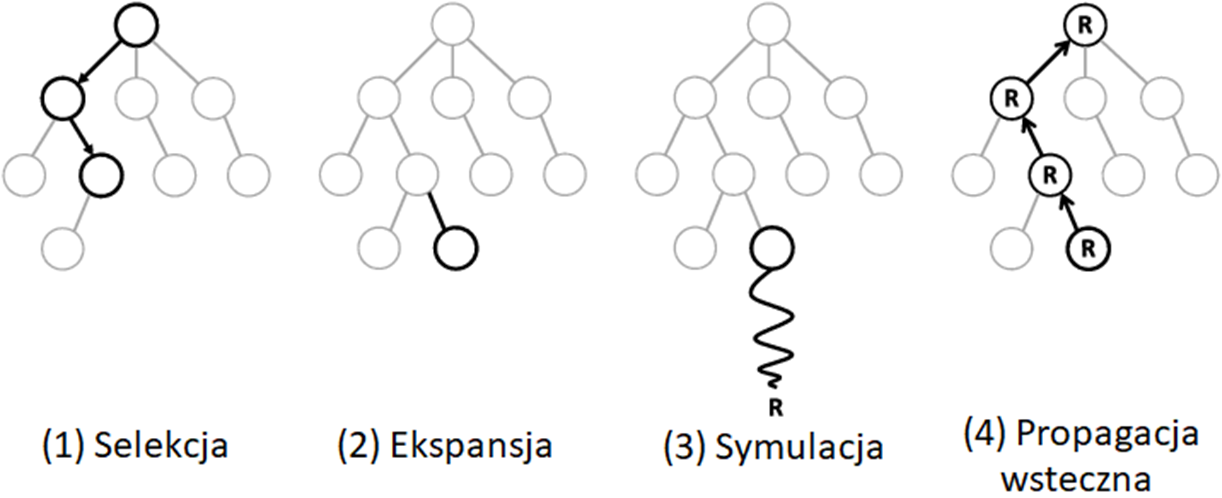 R
R
R
R
R
(1) Selekcja
(2) Ekspansja
(3) Symulacja
(4) Propagacja
wsteczna